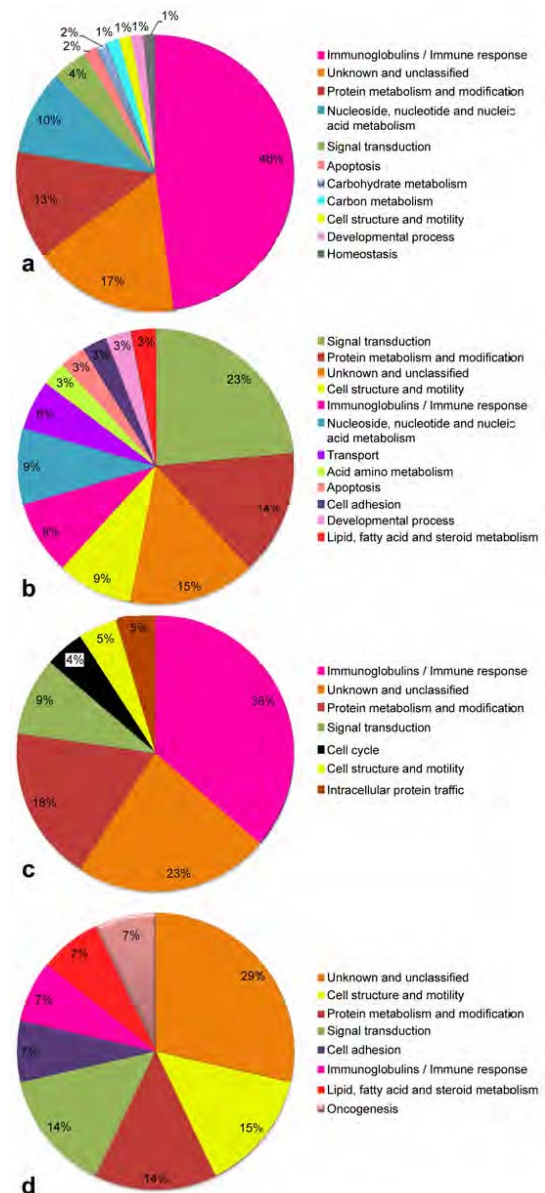 1%
1% 1% 1%
2%
2%
4%
10%
48%
13%
17%
a
Immunoglobulins / Immune response
Unknown and unclassified
Protein metabolism and modification
Nucleoside, nucleotide and nucleic
acid metabolism
Signal transduction
Apoptosis
Carbohydrate metabolism
Carbon metabolism
Cell structure and motility
Developmental process
Homeostasis
3% 3% 3%
3%
3%
23%
6%
9%
14%
9%
15%
b
Signal transduction
Protein metabolism and modification
Unknown and unclassified
Cell structure and motility
Immunoglobulins / Immune response
Nucleoside, nucleotide and nucleic
acid metabolism
Transport
Acid amino metabolism
Apoptosis
Cell adhesion
Developmental process
Lipid, fatty acid and steroid metabolism
5%
5%
4%
36%
9%
18%
23%
c
Immunoglobulins / Immune response
Unknown and unclassified
Protein metabolism and modification
Signal transduction
Cell cycle
Cell structure and motility
Intracellular protein traffic
7%
7%
29%
7%
7%
14%
15%
14%
d
Unknown and unclassified
Cell structure and motility
Protein metabolism and modification
Signal transduction
Cell adhesion
Immunoglobulins / Immune response
Lipid, fatty acid and steroid metabolism
Oncogenesis